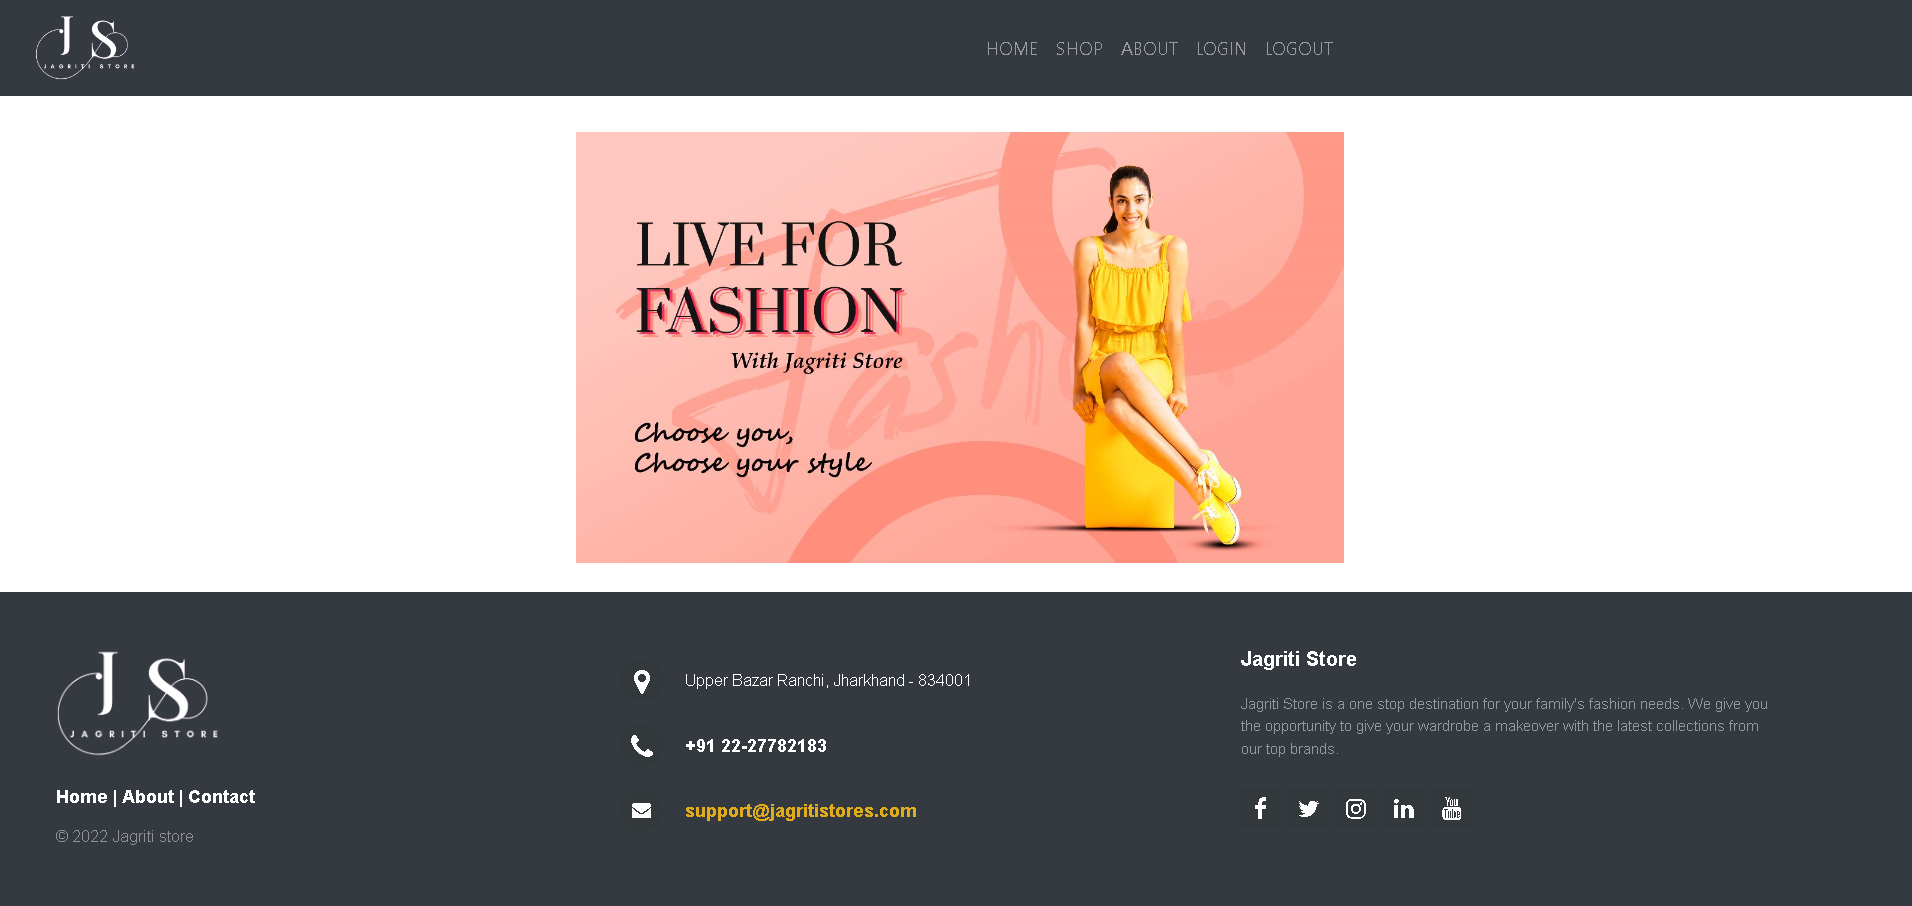 J S
JAGRITI STORE
HOME SHOP ABOUT LOGIN LOGOUT
LIVE FOR
FASHION
With Jagriti Store
Fashion
Choose you,
Choose your style
J S
JAGRITI STORE
Home | About | Contact
© 2022 Jagriti store
Upper Bazar Ranchi, Jharkhand - 834001
+91 22-27782183
support@jagritistores.com
Jagriti Store
Jagriti Store is a one stop destination for your family's fashion needs. We give you
the opportunity to give your wardrobe a makeover with the latest collections from
our top brands.
You
Tube